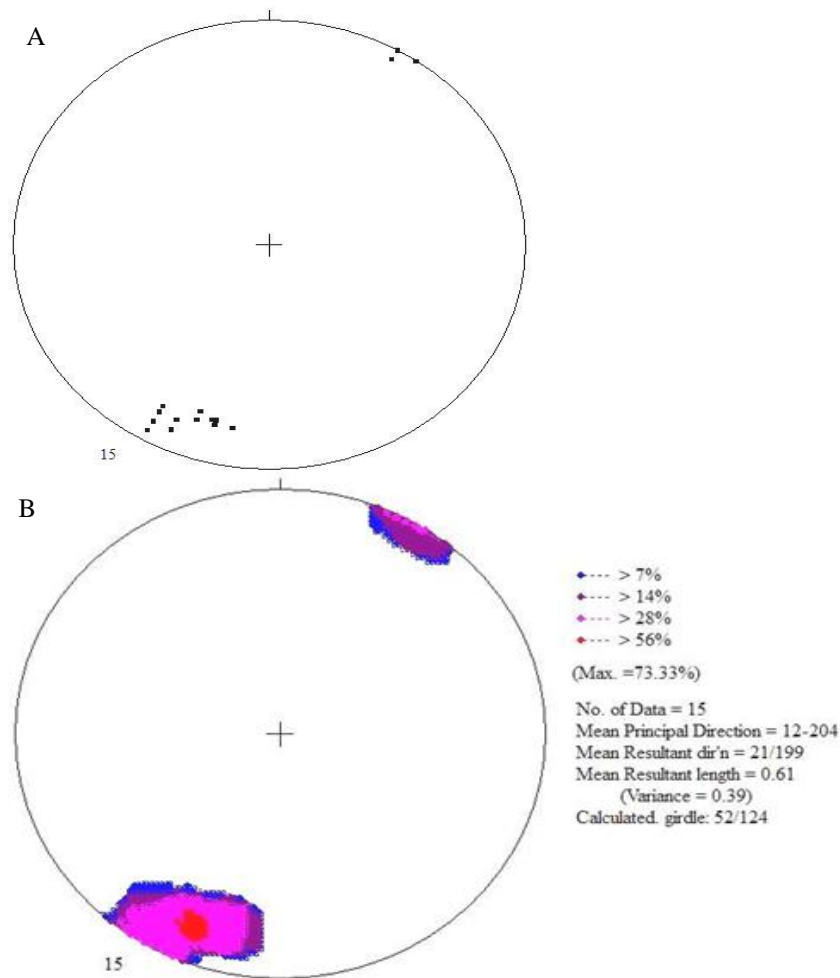 A
15
B
> 7%
> 14%
> 28%
> 56%
(Max. =73.33%)
No. of Data = 15
Mean Principal Direction = 12-204
Mean Resultant dir'n = 21/199
Mean Resultant length = 0.61
(Variance = 0.39)
Calculated. girdle: 52/124
15